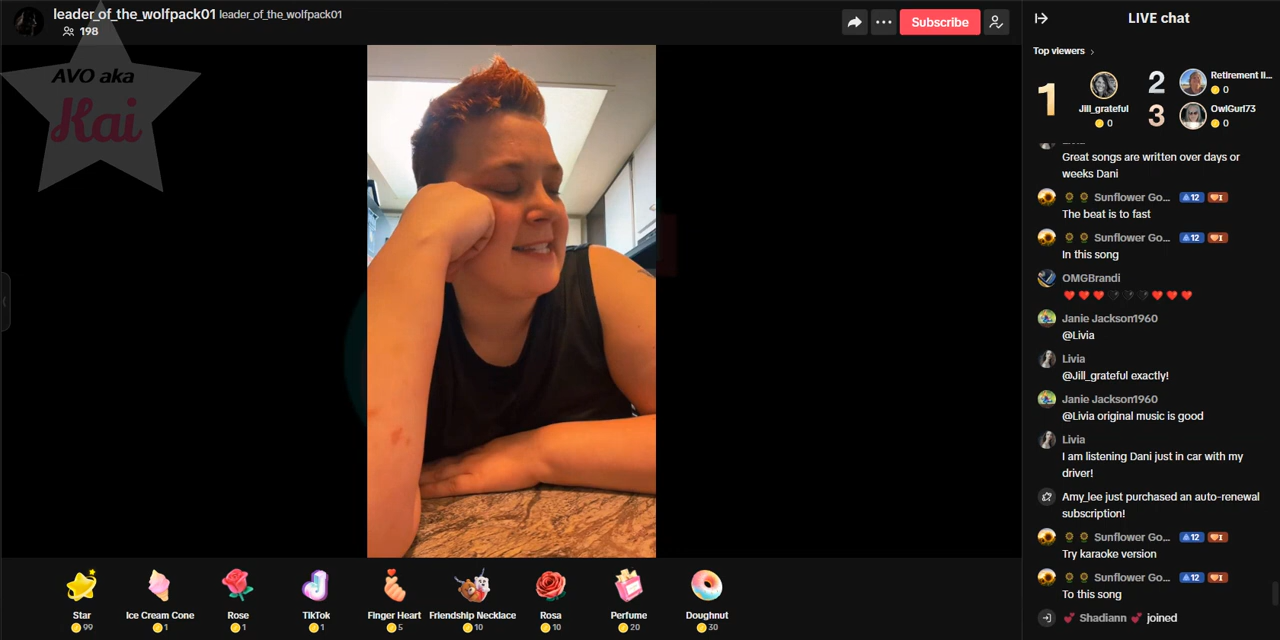 leader_of_the_wolfpack01 leader_of_the_wolfpack01
198
Subscribe
AVO aka
Kai
LIVE chat
Top viewers
1
Jill_grateful
0
2
Retirement li...
0
3
OwlGurl73
0
Great songs are written over days or
weeks Dani
Sunflower Go... 12 I
The beat is to fast
Sunflower Go... 12 I
In this song
OMGBrandi
Janie Jackson1960
@Livia
Livia
@Jill_grateful exactly!
Janie Jackson1960
@Livia original music is good
Livia
I am listening Dani just in car with my
driver!
Amy_lee just purchased an auto-renewal
subscription!
Sunflower Go... 12 I
Try karaoke version
Sunflower Go... 12 I
To this song
Shadiann joined
Star
99
Ice Cream Cone
1
Rose
1
TikTok
1
Finger Heart
5
Friendship Necklace
10
Rosa
10
Perfume
20
Doughnut
30